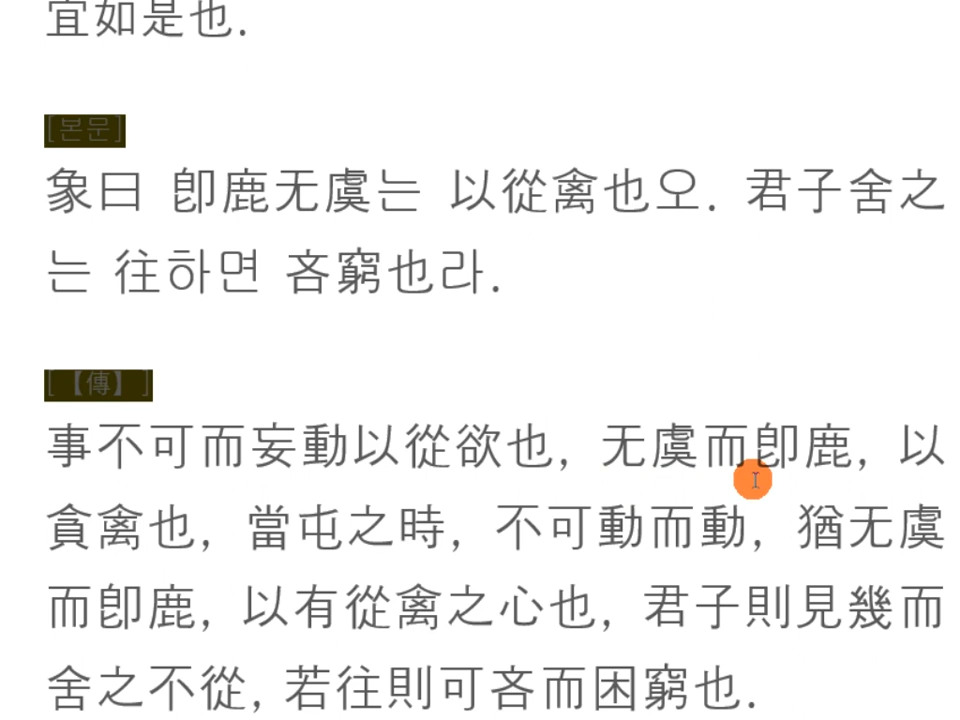 宜如是也.
[본문]
象曰 卽鹿无虞는 以從禽也오. 君子舍之
는 往하면 吝窮也라.
[【傳】]
事不可而妄動以從欲也, 无虞而卽鹿, 以
貪禽也, 當屯之時, 不可動而動, 猶无虞
而卽鹿, 以有從禽之心也, 君子則見幾而
舍之不從, 若往則可吝而困窮也.